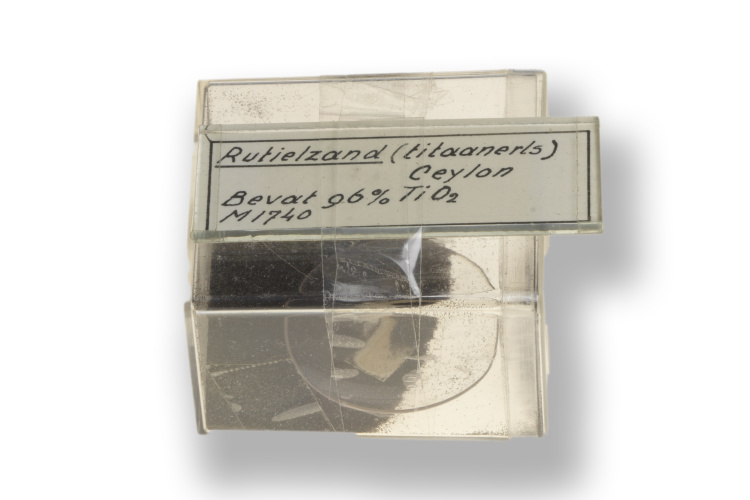 Rutielzand (titaanerts)
Ceylon
Bevat 96% TiO₂
M1740